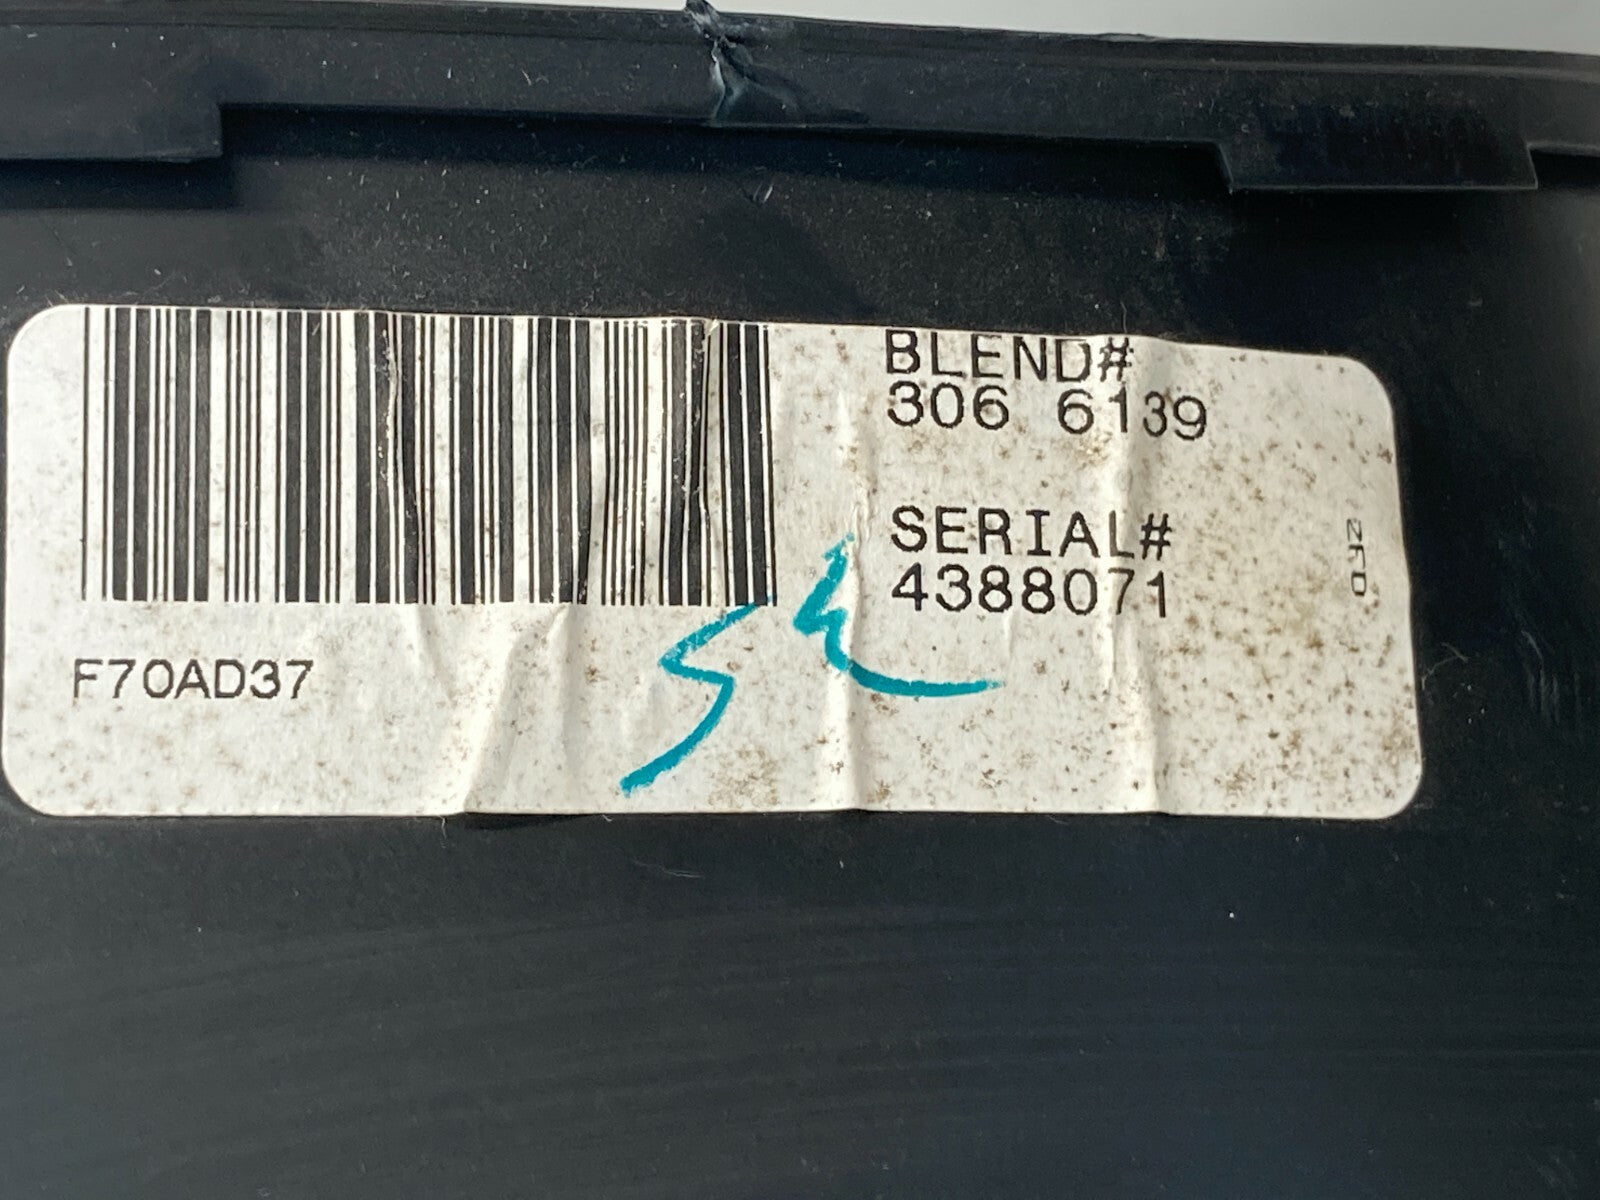 BLEND#
306 6139
SERIAL#
4388071
F70AD37